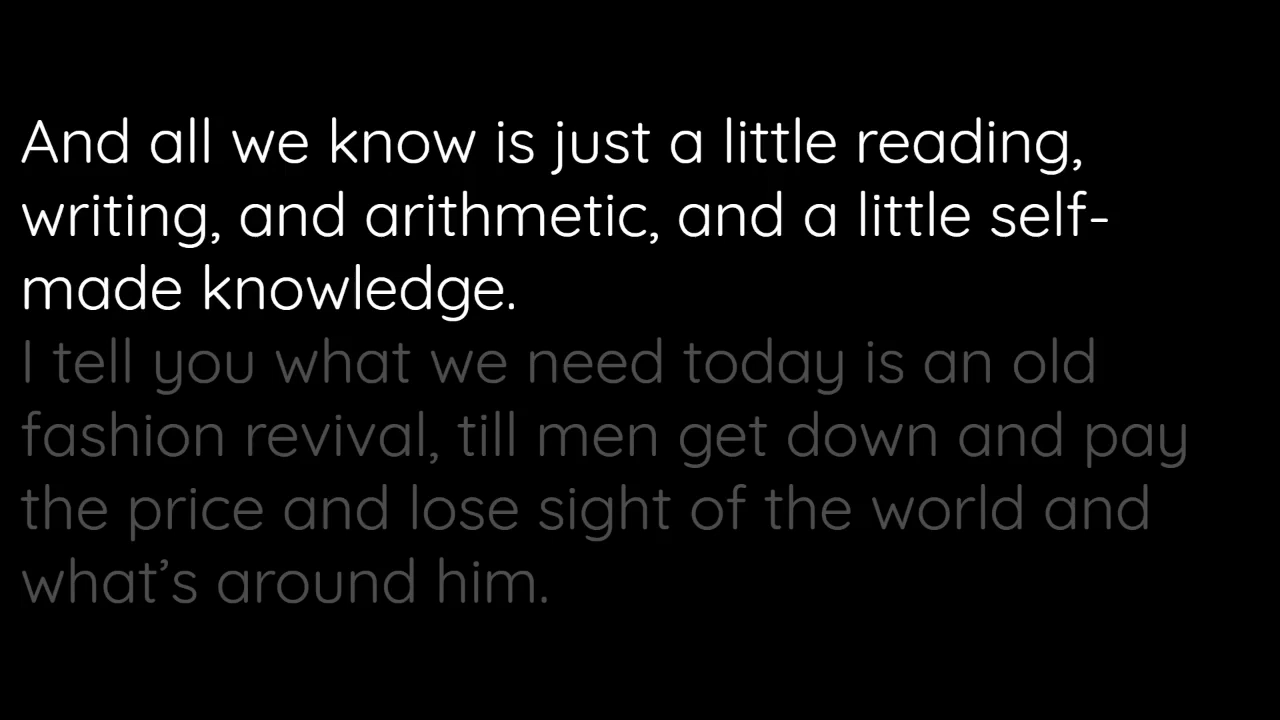 And all we know is just a little reading,
writing, and arithmetic, and a little self-
made knowledge.
I tell you what we need today is an old
fashion revival, till men get down and pay
the price and lose sight of the world and
what’s around him.